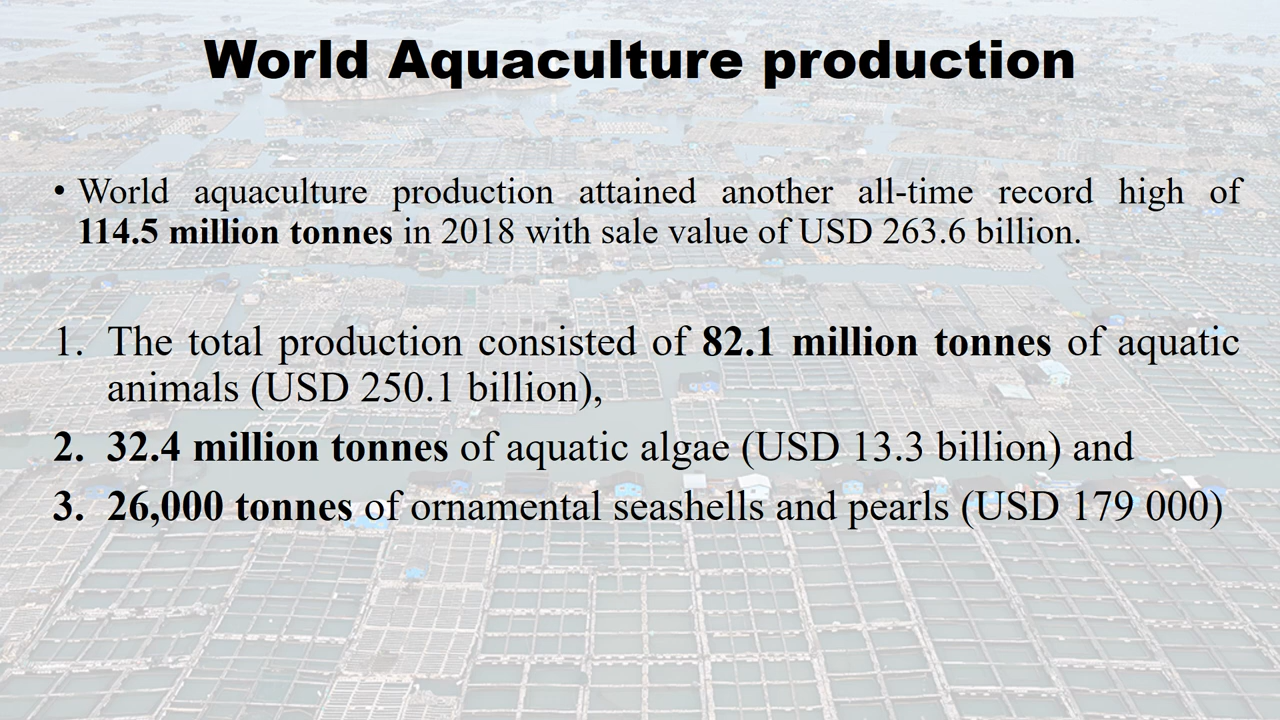 World Aquaculture production
• World aquaculture production attained another all-time record high of
114.5 million tonnes in 2018 with sale value of USD 263.6 billion.
1. The total production consisted of 82.1 million tonnes of aquatic
animals (USD 250.1 billion),
2. 32.4 million tonnes of aquatic algae (USD 13.3 billion) and
3. 26,000 tonnes of ornamental seashells and pearls (USD 179 000)